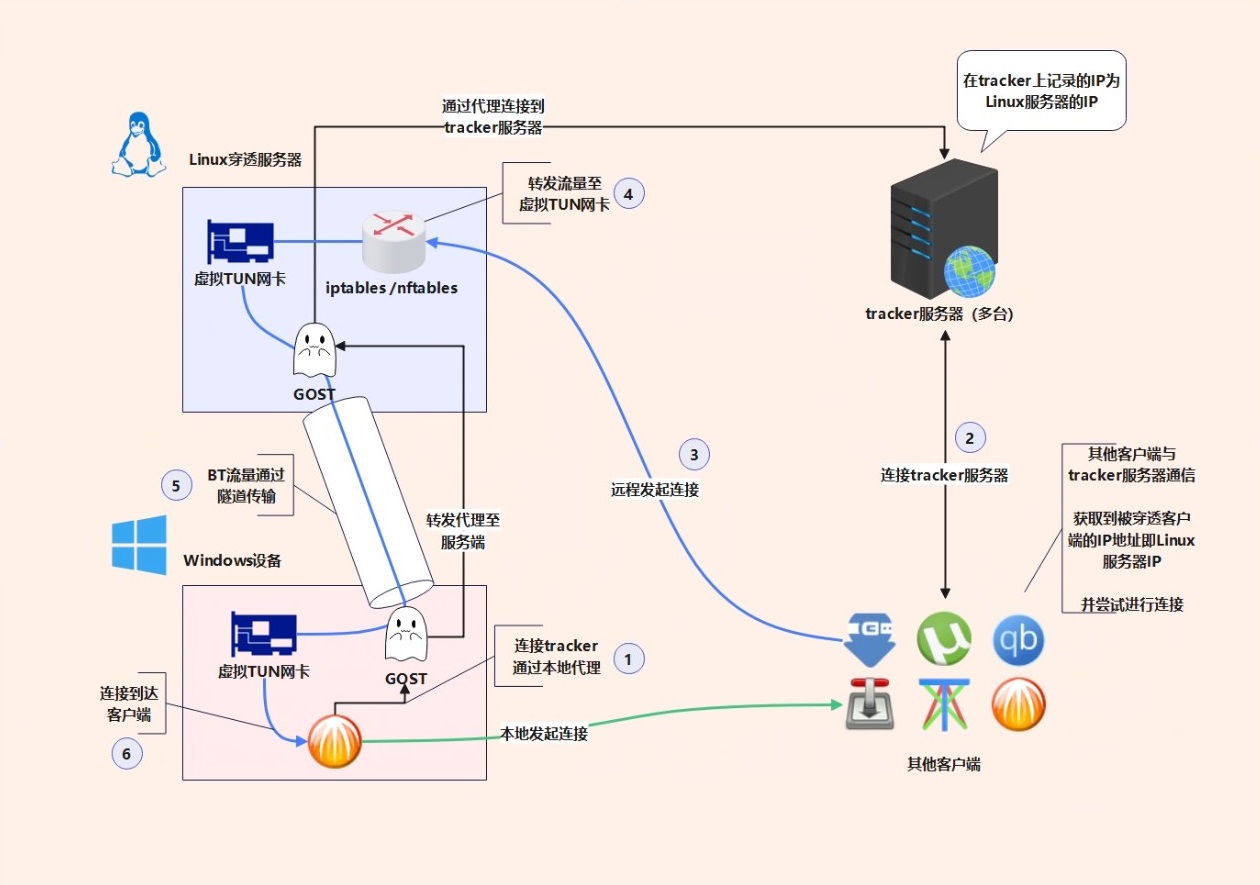 在tracker上记录的IP为
Linux服务器的IP
通过代理连接到
tracker服务器
Linux穿透服务器
转发流量至
虚拟TUN网卡
4
虚拟TUN网卡
iptables /nftables
tracker服务器（多台）
GOST
3
远程发起连接
2
连接tracker服务器
其他客户端与
tracker服务器通信
获取到被穿透客户
端的IP地址即Linux
服务器IP
并尝试进行连接
5
BT流量通过
隧道传输
转发代理至
服务端
Windows设备
虚拟TUN网卡
GOST
连接tracker
通过本地代理
1
连接到达
客户端
6
本地发起连接
BG
µ
qb
其他客户端